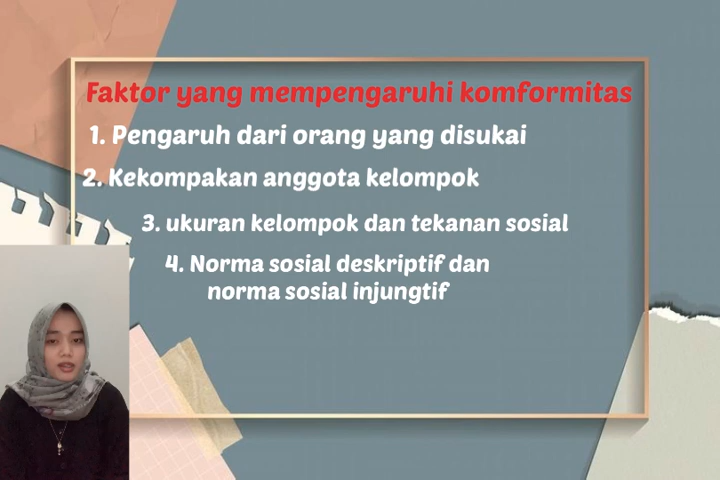 Faktor yang mempengaruhi komformitas
1. Pengaruh dari orang yang disukai
2. Kekompakan anggota kelompok
3. ukuran kelompok dan tekanan sosial
4. Norma sosial deskriptif dan
norma sosial injungtif